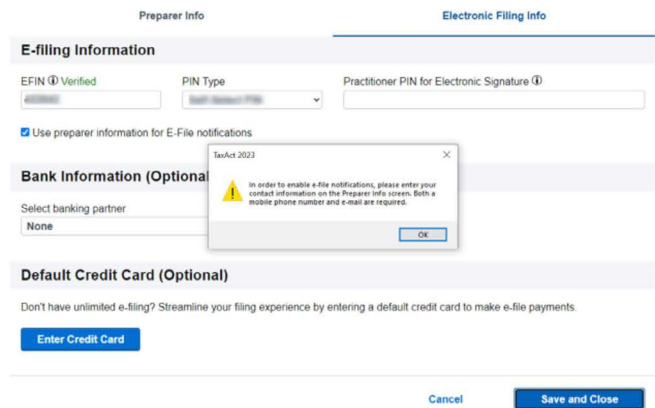 Preparer Info
Electronic Filing Info
E-filing Information
EFIN ⓘ Verified
PIN Type
Practitioner PIN for Electronic Signature ⓘ
Use preparer information for E-File notifications
TaxAct 2023
In order to enable e-file notifications, please enter your
contact information on the Preparer Info screen. Both a
mobile phone number and e-mail are required.
OK
Bank Information (Optional
Select banking partner
None
Default Credit Card (Optional)
Don't have unlimited e-filing? Streamline your filing experience by entering a default credit card to make e-file payments.
Enter Credit Card
Cancel
Save and Close